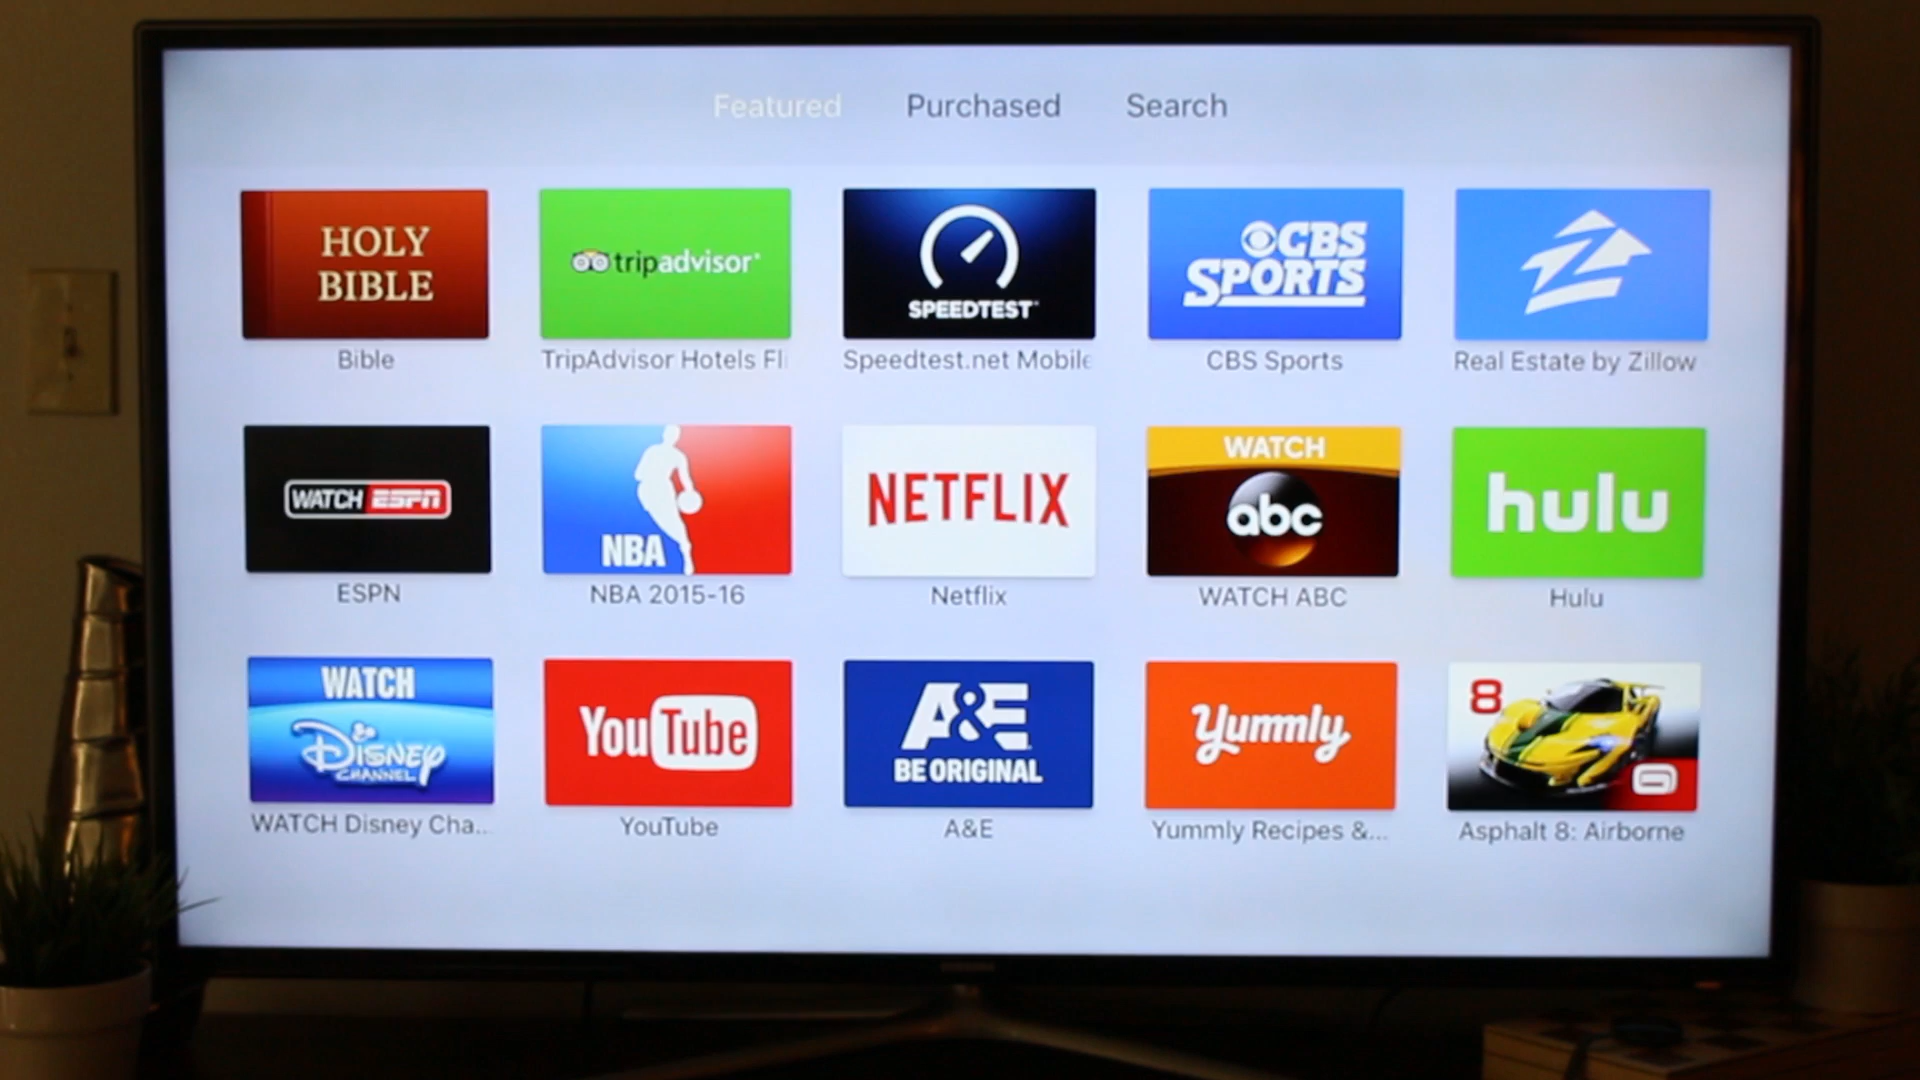 Featured Purchased Search
HOLY
BIBLE
tripadvisor
SPEEDTEST
CBS
SPORTS
Z
Bible
TripAdvisor Hotels Fli
Speedtest.net Mobile
CBS Sports
Real Estate by Zillow
WATCH ESPN
NBA
NETFLIX
WATCH
abc
hulu
ESPN
NBA 2015-16
Netflix
WATCH ABC
Hulu
WATCH
Disney
CHANNEL
YouTube
A&E
BE ORIGINAL
Yummly
8
WATCH Disney Cha...
YouTube
A&E
Yummly Recipes &...
Asphalt 8: Airborne